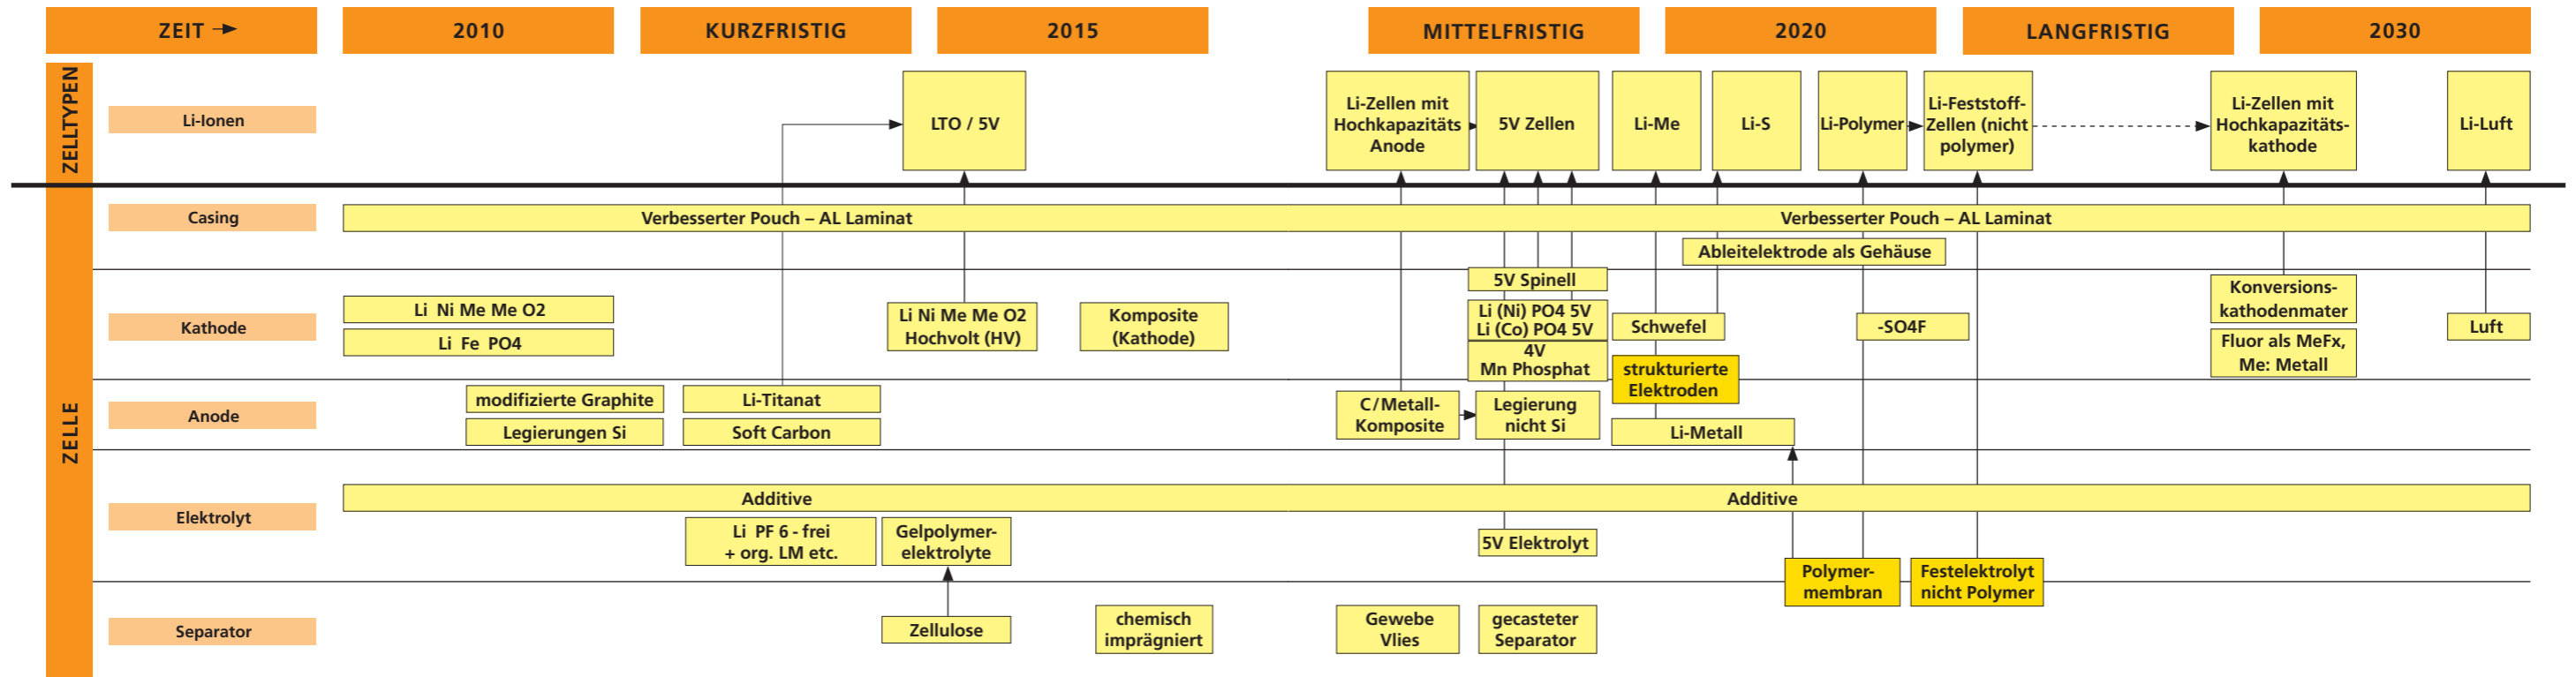 ZEIT →
2010
KURZFRISTIG
2015
MITTELFRISTIG
2020
LANGFRISTIG
2030
ZELLTYPEN
Li-Ionen
LTO / 5V
Li-Zellen mit
Hochkapazitäts
Anode
5V Zellen
Li-Me
Li-S
Li-Polymer
Li-Feststoff-
Zellen (nicht
polymer)
Li-Zellen mit
Hochkapazitäts-
kathode
Li-Luft
ZELLE
Casing
Verbesserter Pouch – AL Laminat
Verbesserter Pouch – AL Laminat
Ableitelektrode als Gehäuse
Kathode
Li Ni Me Me O2
Li Fe PO4
Li Ni Me Me O2
Hochvolt (HV)
Komposite
(Kathode)
5V Spinell
Li (Ni) PO4 5V
Li (Co) PO4 5V
4V
Mn Phosphat
Schwefel
strukturierte
Elektroden
-SO4F
Konversions-
kathodenmater
Fluor als MeFx,
Me: Metall
Luft
Anode
modifizierte Graphite
Legierungen Si
Li-Titanat
Soft Carbon
C/Metall-
Komposite
Legierung
nicht Si
Li-Metall
Elektrolyt
Additive
Additive
Li PF 6 - frei
+ org. LM etc.
Gelpolymer-
elektrolyte
5V Elektrolyt
Polymer-
membran
Festelektrolyt
nicht Polymer
Separator
Zellulose
chemisch
imprägniert
Gewebe
Vlies
gecasteter
Separator